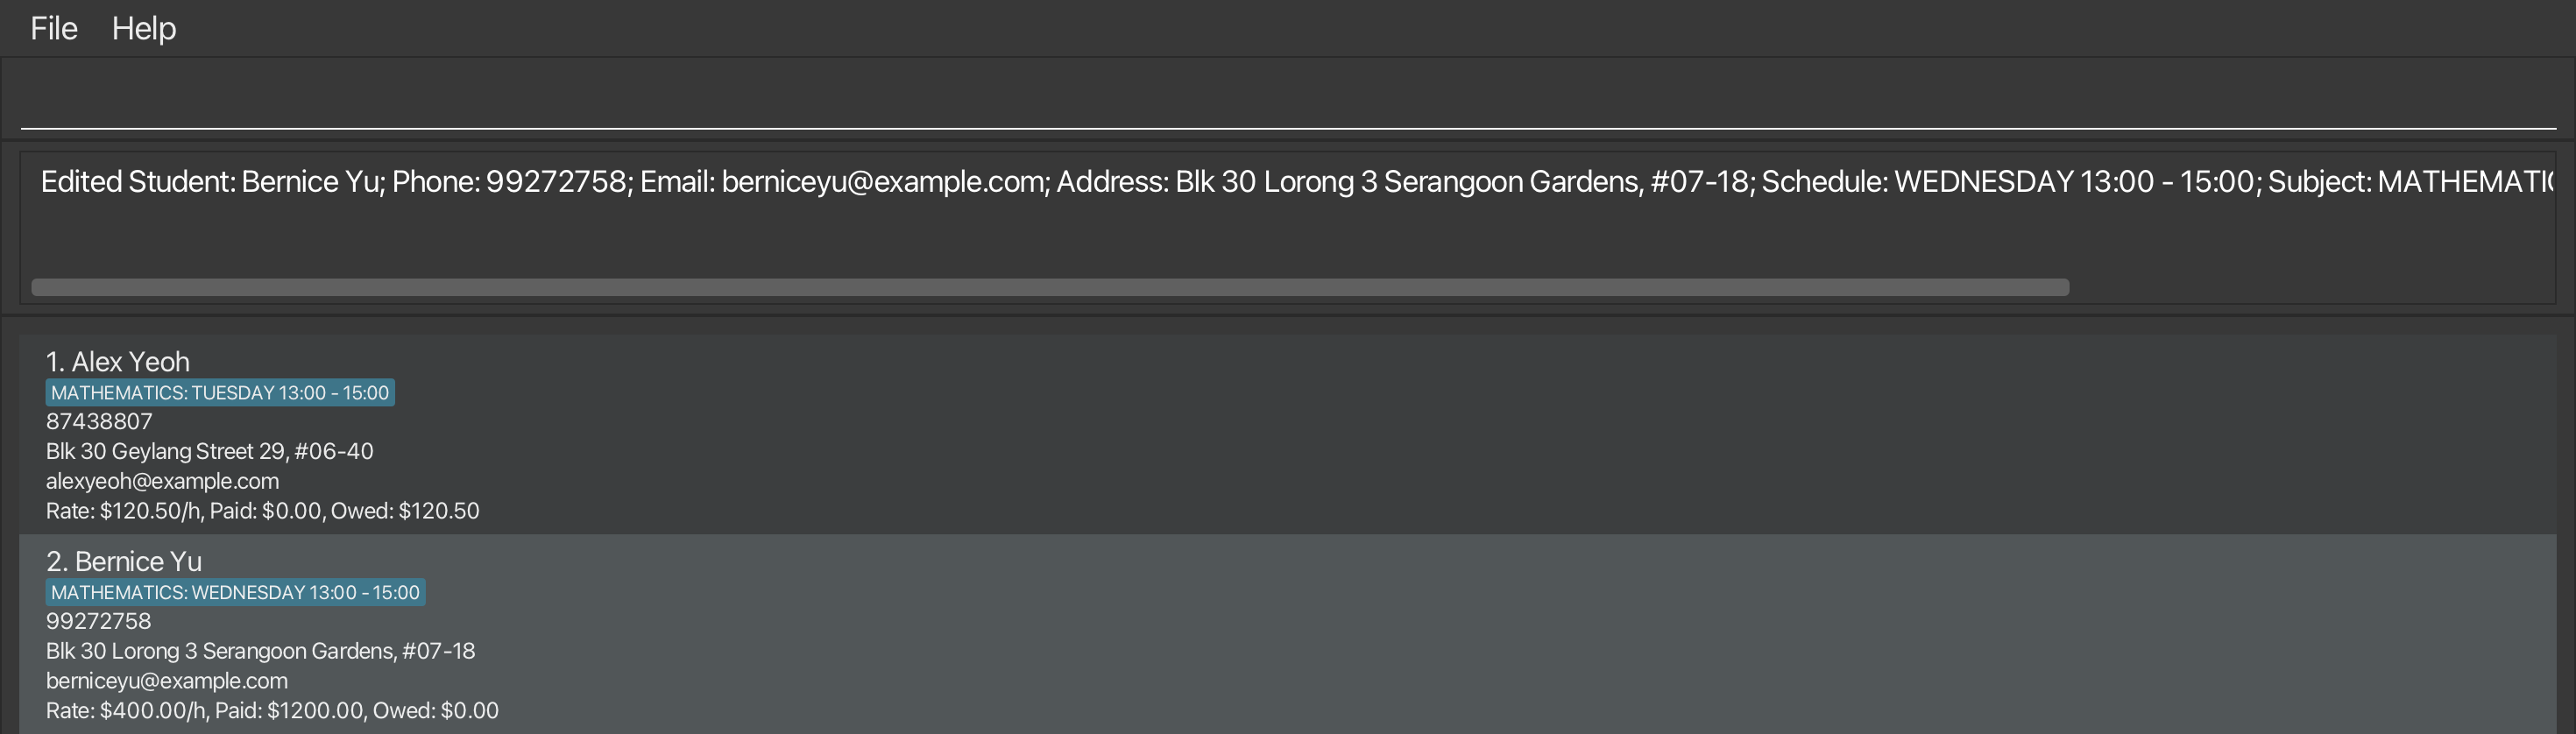 File Help
Edited Student: Bernice Yu; Phone: 99272758; Email: berniceyu@example.com; Address: Blk 30 Lorong 3 Serangoon Gardens, #07-18; Schedule: WEDNESDAY 13:00 - 15:00; Subject: MATHEMATIC
1. Alex Yeoh
MATHEMATICS: TUESDAY 13:00 - 15:00
87438807
Blk 30 Geylang Street 29, #06-40
alexyeoh@example.com
Rate: $120.50/h, Paid: $0.00, Owed: $120.50
2. Bernice Yu
MATHEMATICS: WEDNESDAY 13:00 - 15:00
99272758
Blk 30 Lorong 3 Serangoon Gardens, #07-18
berniceyu@example.com
Rate: $400.00/h, Paid: $1200.00, Owed: $0.00